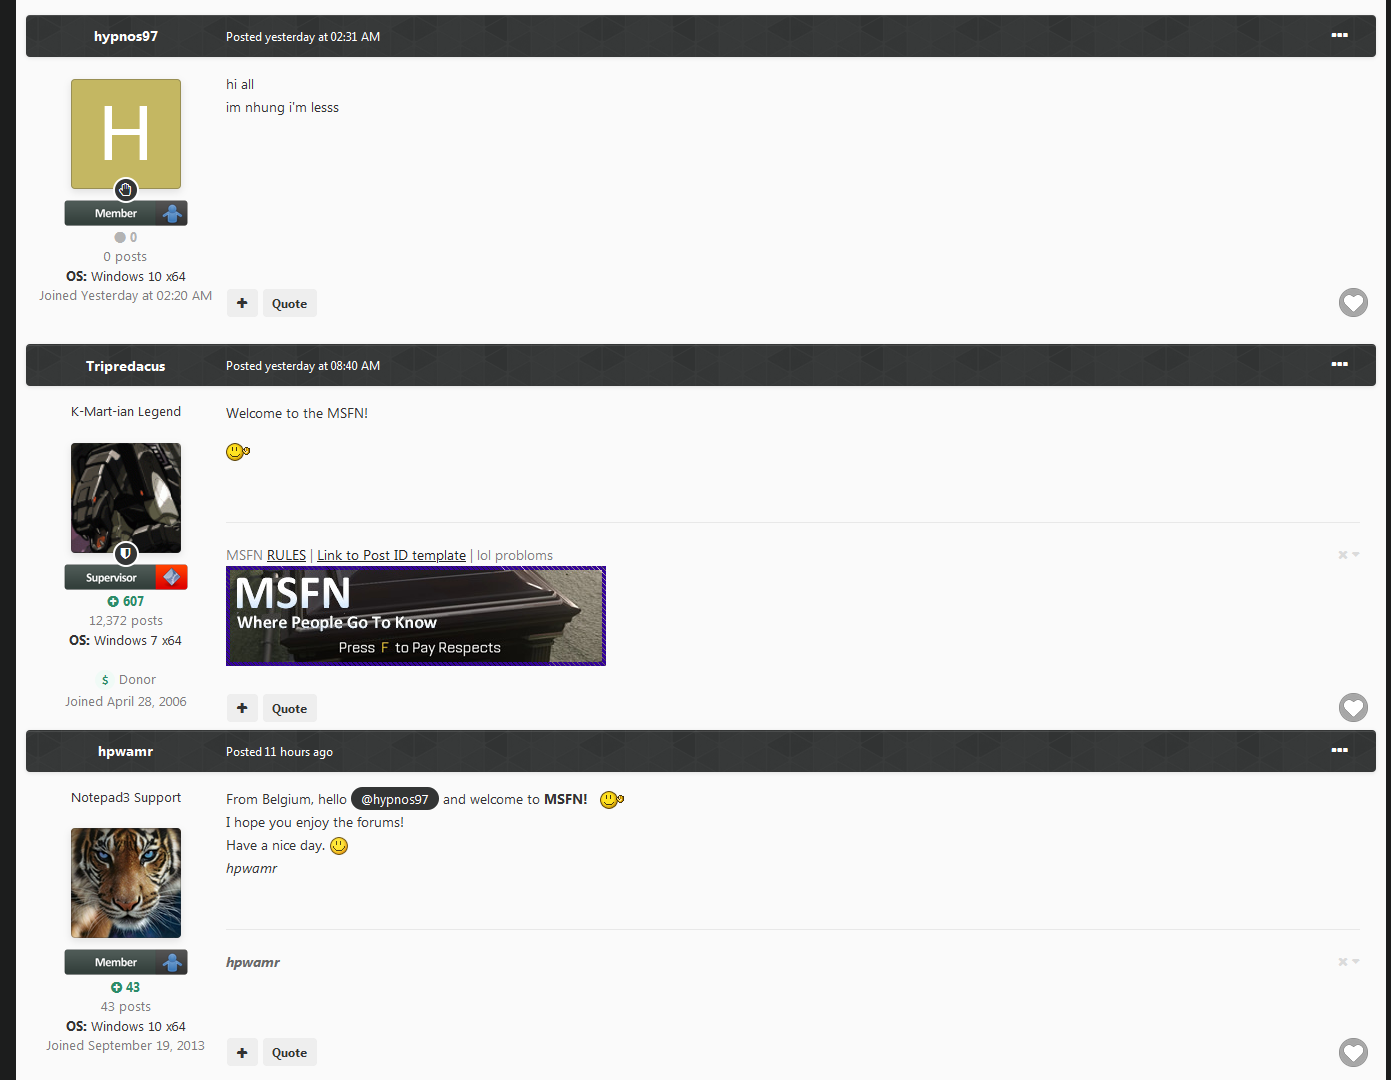 hypnos97
Posted yesterday at 02:31 AM
H
Member
0
0 posts
OS: Windows 10 x64
Joined Yesterday at 02:20 AM
hi all
im nhung i'm lesss
Quote
Tripredacus
Posted yesterday at 08:40 AM
K-Mart-ian Legend
Supervisor
607
12,372 posts
OS: Windows 7 x64
$ Donor
Joined April 28, 2006
Welcome to the MSFN!
MSFN RULES | Link to Post ID template | lol probloms
MSFN
Where People Go To Know
Press F to Pay Respects
Quote
hpwamr
Posted 11 hours ago
Notepad3 Support
Member
43
43 posts
OS: Windows 10 x64
Joined September 19, 2013
From Belgium, hello @hypnos97 and welcome to MSFN!
I hope you enjoy the forums!
Have a nice day.
hpwamr
hpwamr
Quote